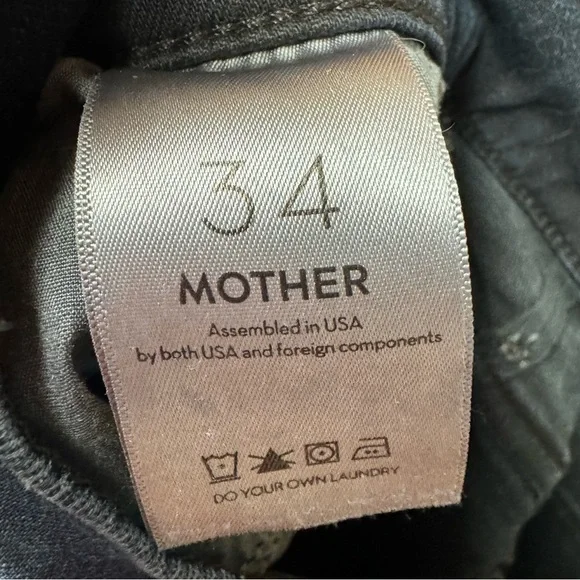 34
MOTHER
Assembled in USA
by both USA and foreign components
DO YOUR OWN LAUNDRY